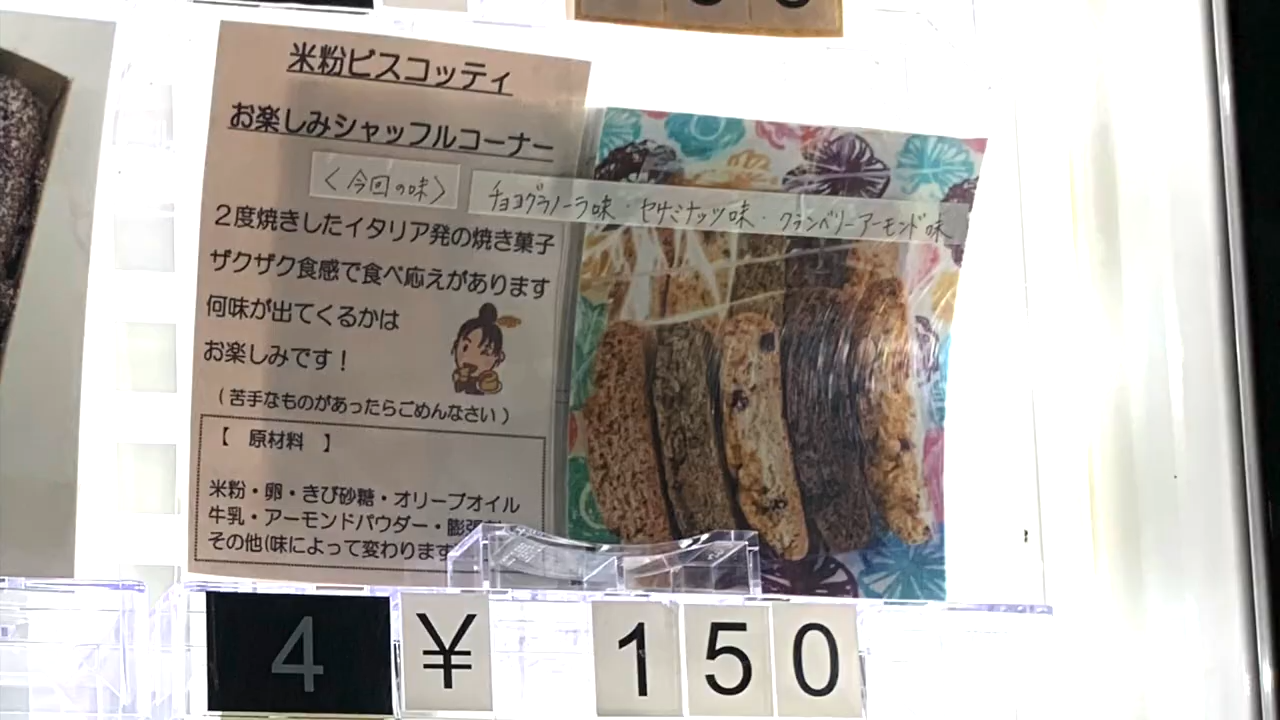 米粉ビスコッティ
お楽しみシャッフルコーナー
〈今回の味〉 チョコグラノーラ味・セサミナッツ味・クランベリーアーモンド味
2度焼きしたイタリア発の焼き菓子
ザクザク食感で食べ応えがあります
何味が出てくるかは
お楽しみです！
（苦手なものがあったらごめんなさい）
【 原材料 】
米粉・卵・きび砂糖・オリーブオイル
牛乳・アーモンドパウダー・膨張
その他(味によって変わります
4 ¥ 150